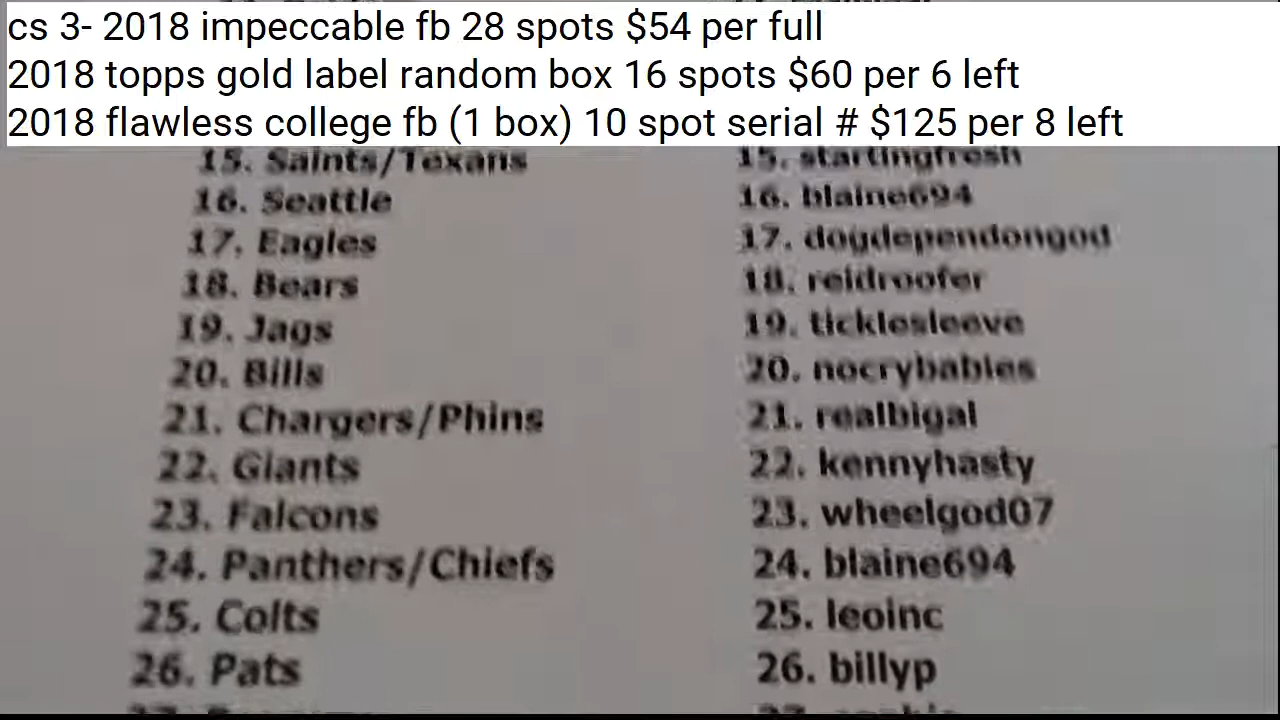 cs 3- 2018 impeccable fb 28 spots $54 per full
2018 topps gold label random box 16 spots $60 per 6 left
2018 flawless college fb (1 box) 10 spot serial # $125 per 8 left
15. Saints/Texans 15. startingfresh
16. Seattle 16. blaine694
17. Eagles 17. dogdependongod
18. Bears 18. reidroofer
19. Jags 19. ticklesleeve
20. Bills 20. nocrybabies
21. Chargers/Phins 21. realbigal
22. Giants 22. kennyhasty
23. Falcons 23. wheelgod07
24. Panthers/Chiefs 24. blaine694
25. Colts 25. leoinc
26. Pats 26. billyp